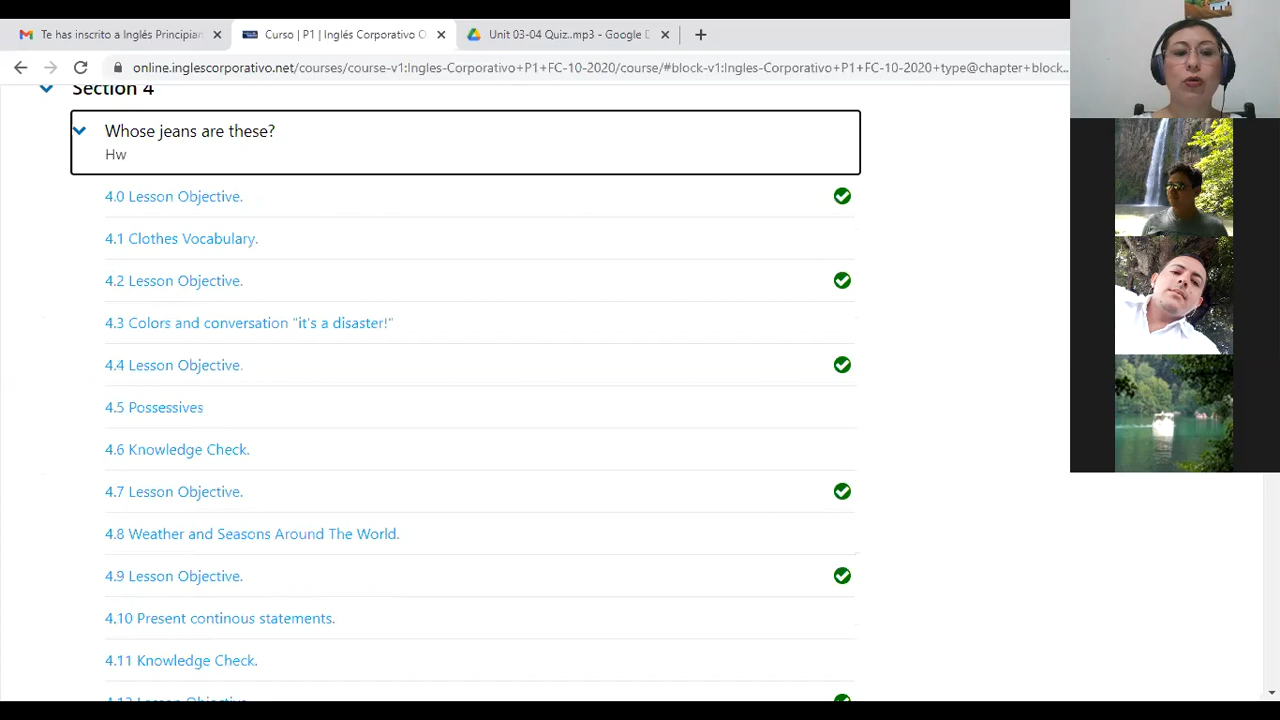 Te has inscrito a Inglés Principian
Curso | P1 | Inglés Corporativo O
Unit 03-04 Quiz..mp3 - Google D
online.inglescorporativo.net/courses/course-v1:Ingles-Corporativo+P1+FC-10-2020/course/#block-v1:Ingles-Corporativo+P1+FC-10-2020+type@chapter+block...
Section 4
Whose jeans are these?
Hw
4.0 Lesson Objective.
4.1 Clothes Vocabulary.
4.2 Lesson Objective.
4.3 Colors and conversation "it's a disaster!"
4.4 Lesson Objective.
4.5 Possessives
4.6 Knowledge Check.
4.7 Lesson Objective.
4.8 Weather and Seasons Around The World.
4.9 Lesson Objective.
4.10 Present continous statements.
4.11 Knowledge Check.
4.12 Lesson Objective.